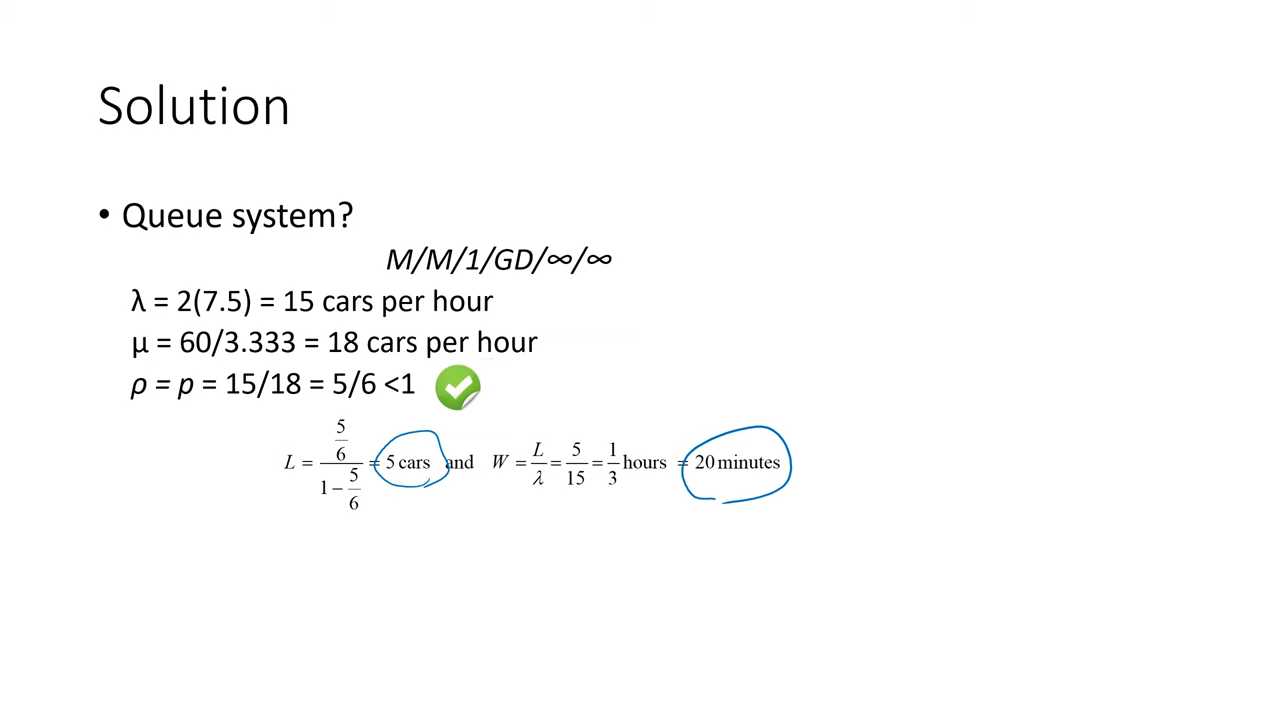 Solution
• Queue system?
M/M/1/GD/∞/∞
λ = 2(7.5) = 15 cars per hour
μ = 60/3.333 = 18 cars per hour
ρ = p = 15/18 = 5/6 <1
L = (5/6)/(1 − 5/6) = 5 cars and W = L/λ = 5/15 = 1/3 hours = 20 minutes